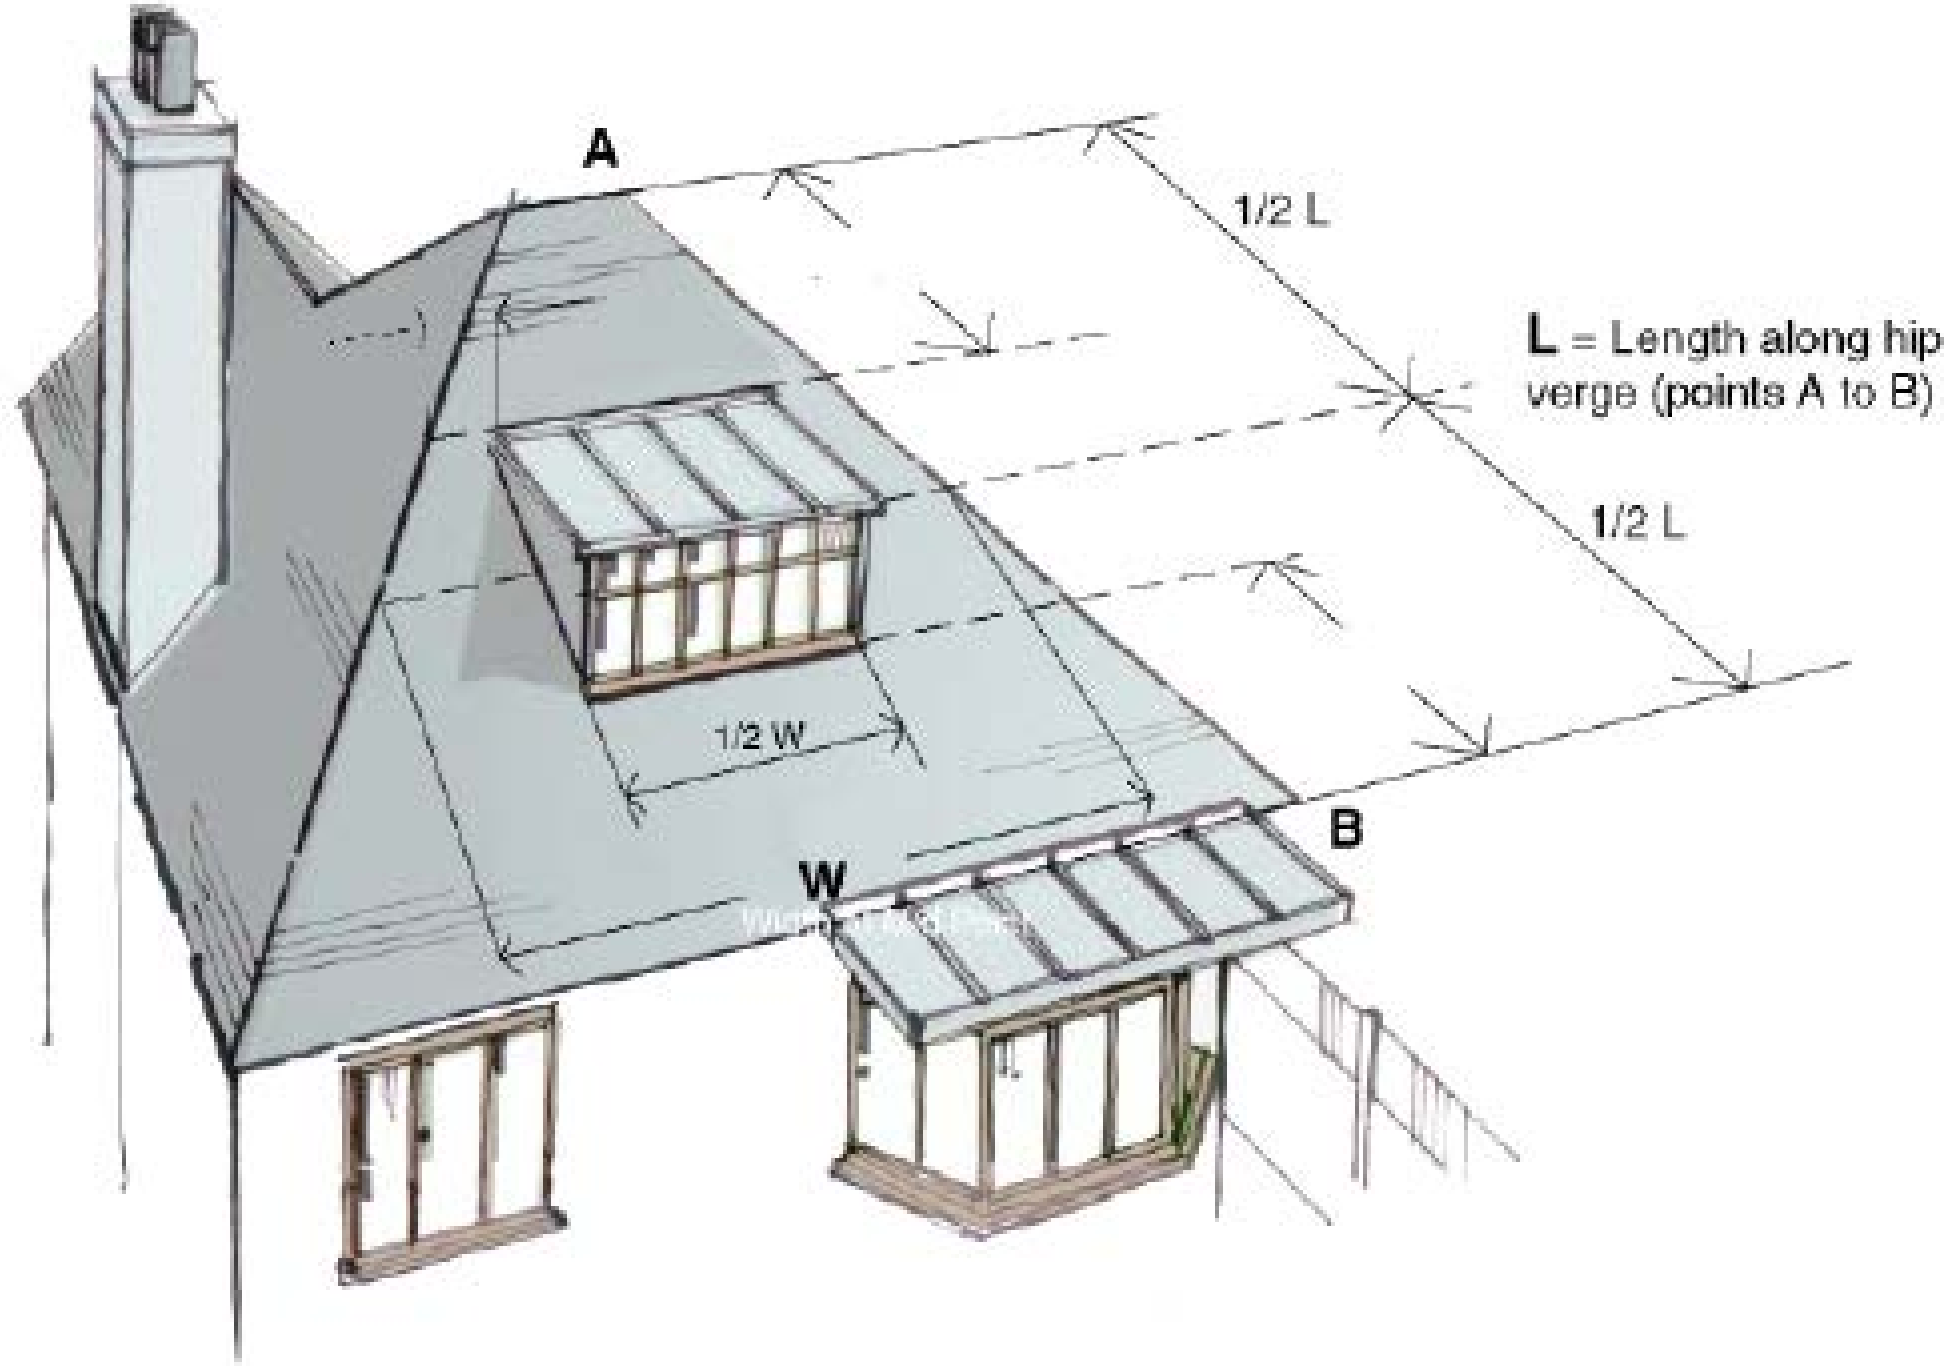 A
1/2 L
L = Length along hip
verge (points A to B)
1/2 L
1/2 W
B
W